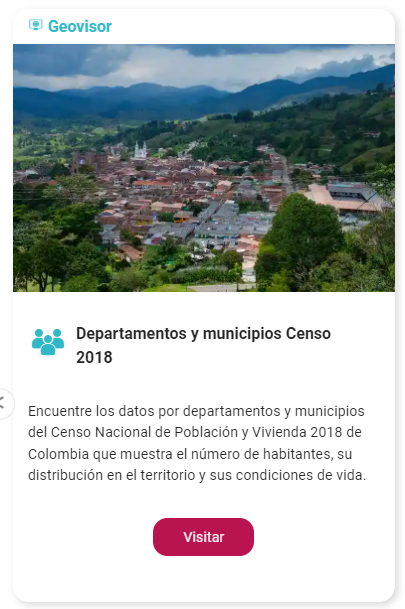 Geovisor
Departamentos y municipios Censo
2018
Encuentre los datos por departamentos y municipios
del Censo Nacional de Población y Vivienda 2018 de
Colombia que muestra el número de habitantes, su
distribución en el territorio y sus condiciones de vida.
Visitar